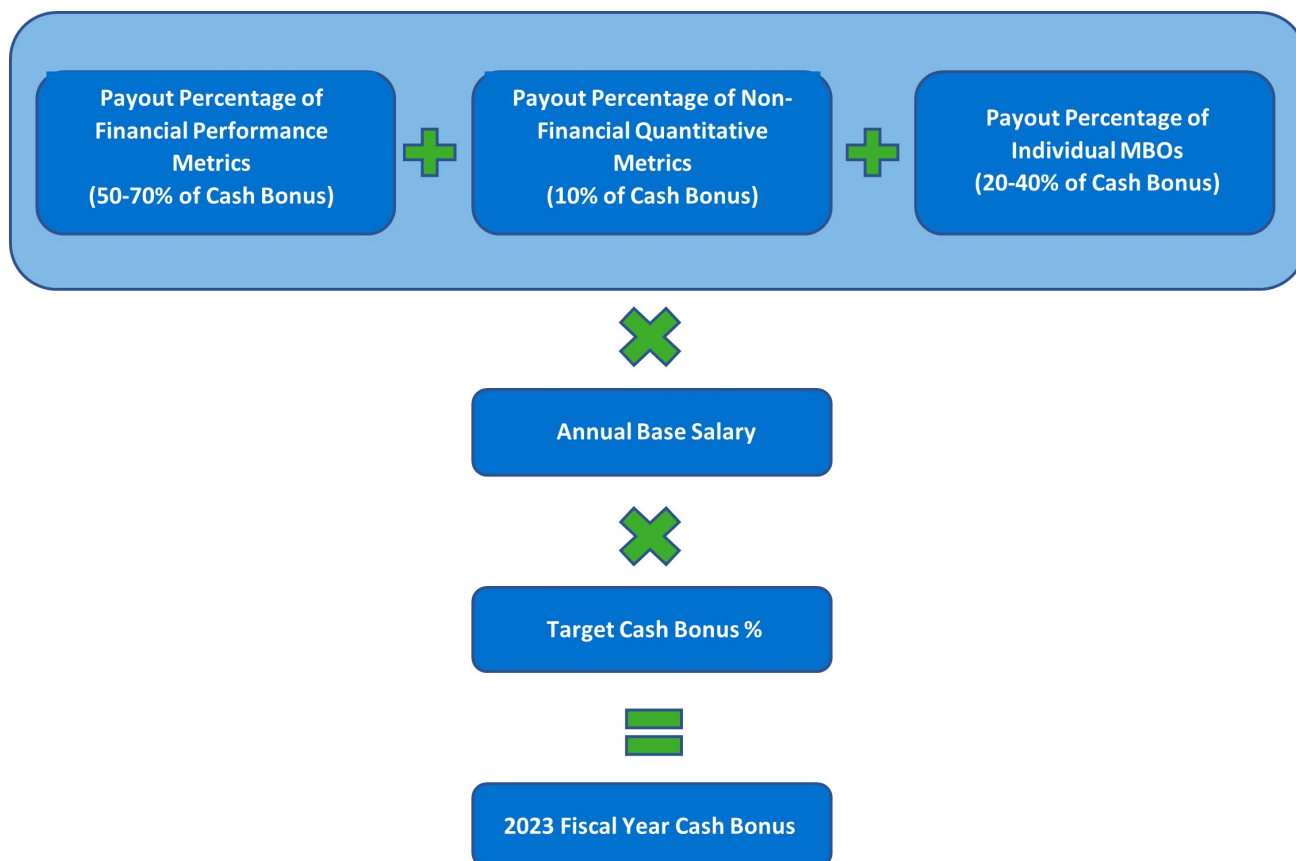 Payout Percentage of
Financial Performance
Metrics
(50-70% of Cash Bonus)
Payout Percentage of Non-
Financial Quantitative
Metrics
(10% of Cash Bonus)
Payout Percentage of
Individual MBOs
(20-40% of Cash Bonus)
Annual Base Salary
Target Cash Bonus %
2023 Fiscal Year Cash Bonus